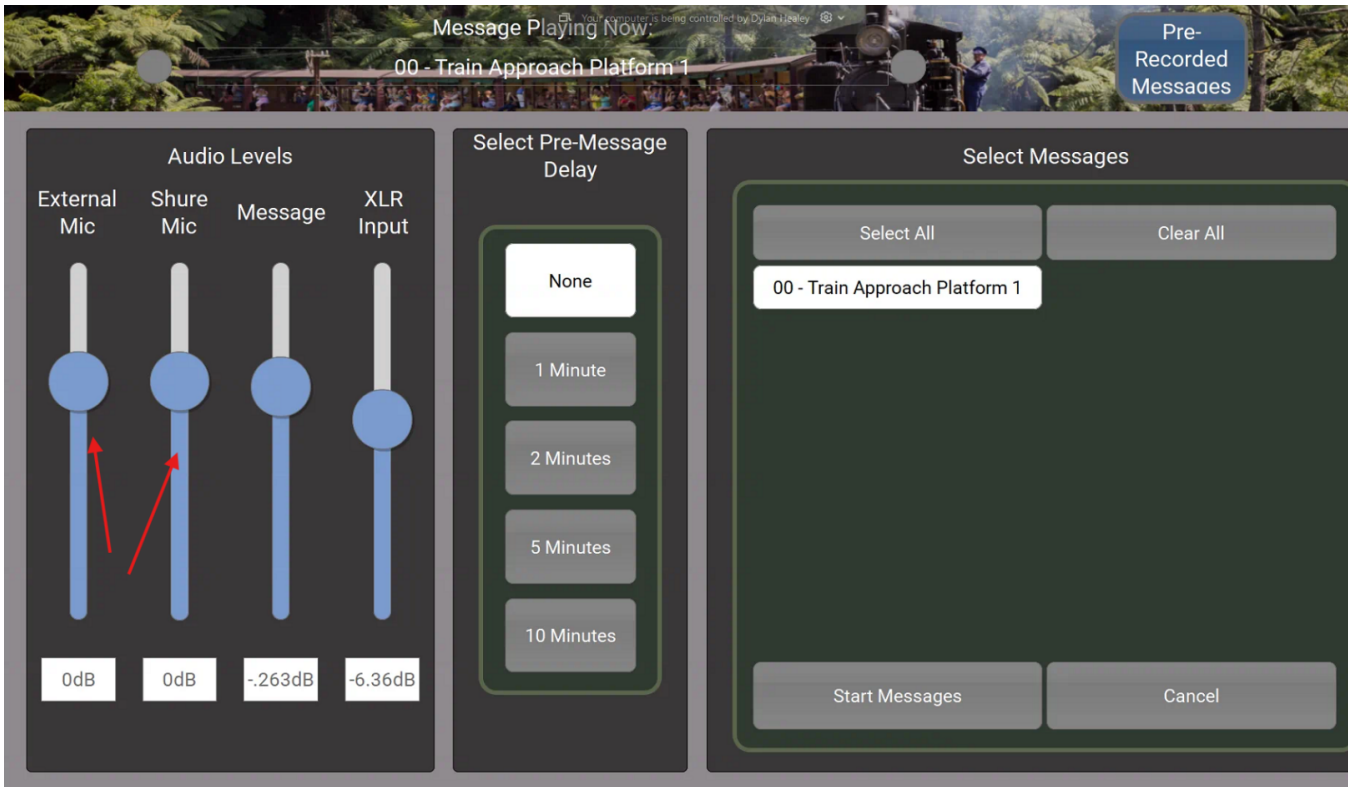 Your computer is being controlled by Dylan Healey
Message Playing Now:
00 - Train Approach Platform 1
Pre-
Recorded
Messages
Audio Levels
External
Mic
Shure
Mic
Message
XLR
Input
0dB
0dB
-.263dB
-6.36dB
Select Pre-Message
Delay
None
1 Minute
2 Minutes
5 Minutes
10 Minutes
Select Messages
Select All
Clear All
00 - Train Approach Platform 1
Start Messages
Cancel